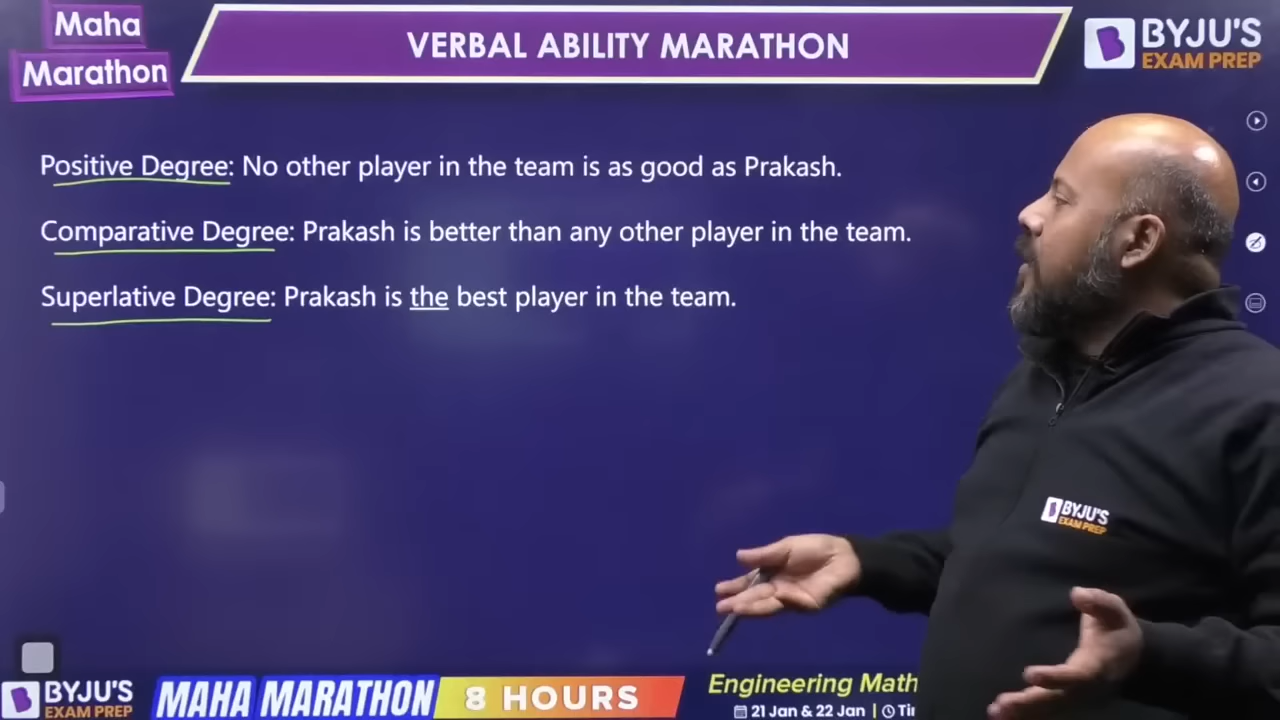 Maha
Marathon
VERBAL ABILITY MARATHON
BYJU'S
EXAM PREP
Positive Degree: No other player in the team is as good as Prakash.
Comparative Degree: Prakash is better than any other player in the team.
Superlative Degree: Prakash is the best player in the team.
BYJU'S
EXAM PREP
BYJU'S
EXAM PREP
MAHA MARATHON
8 HOURS
Engineering Math
21 Jan & 22 Jan |